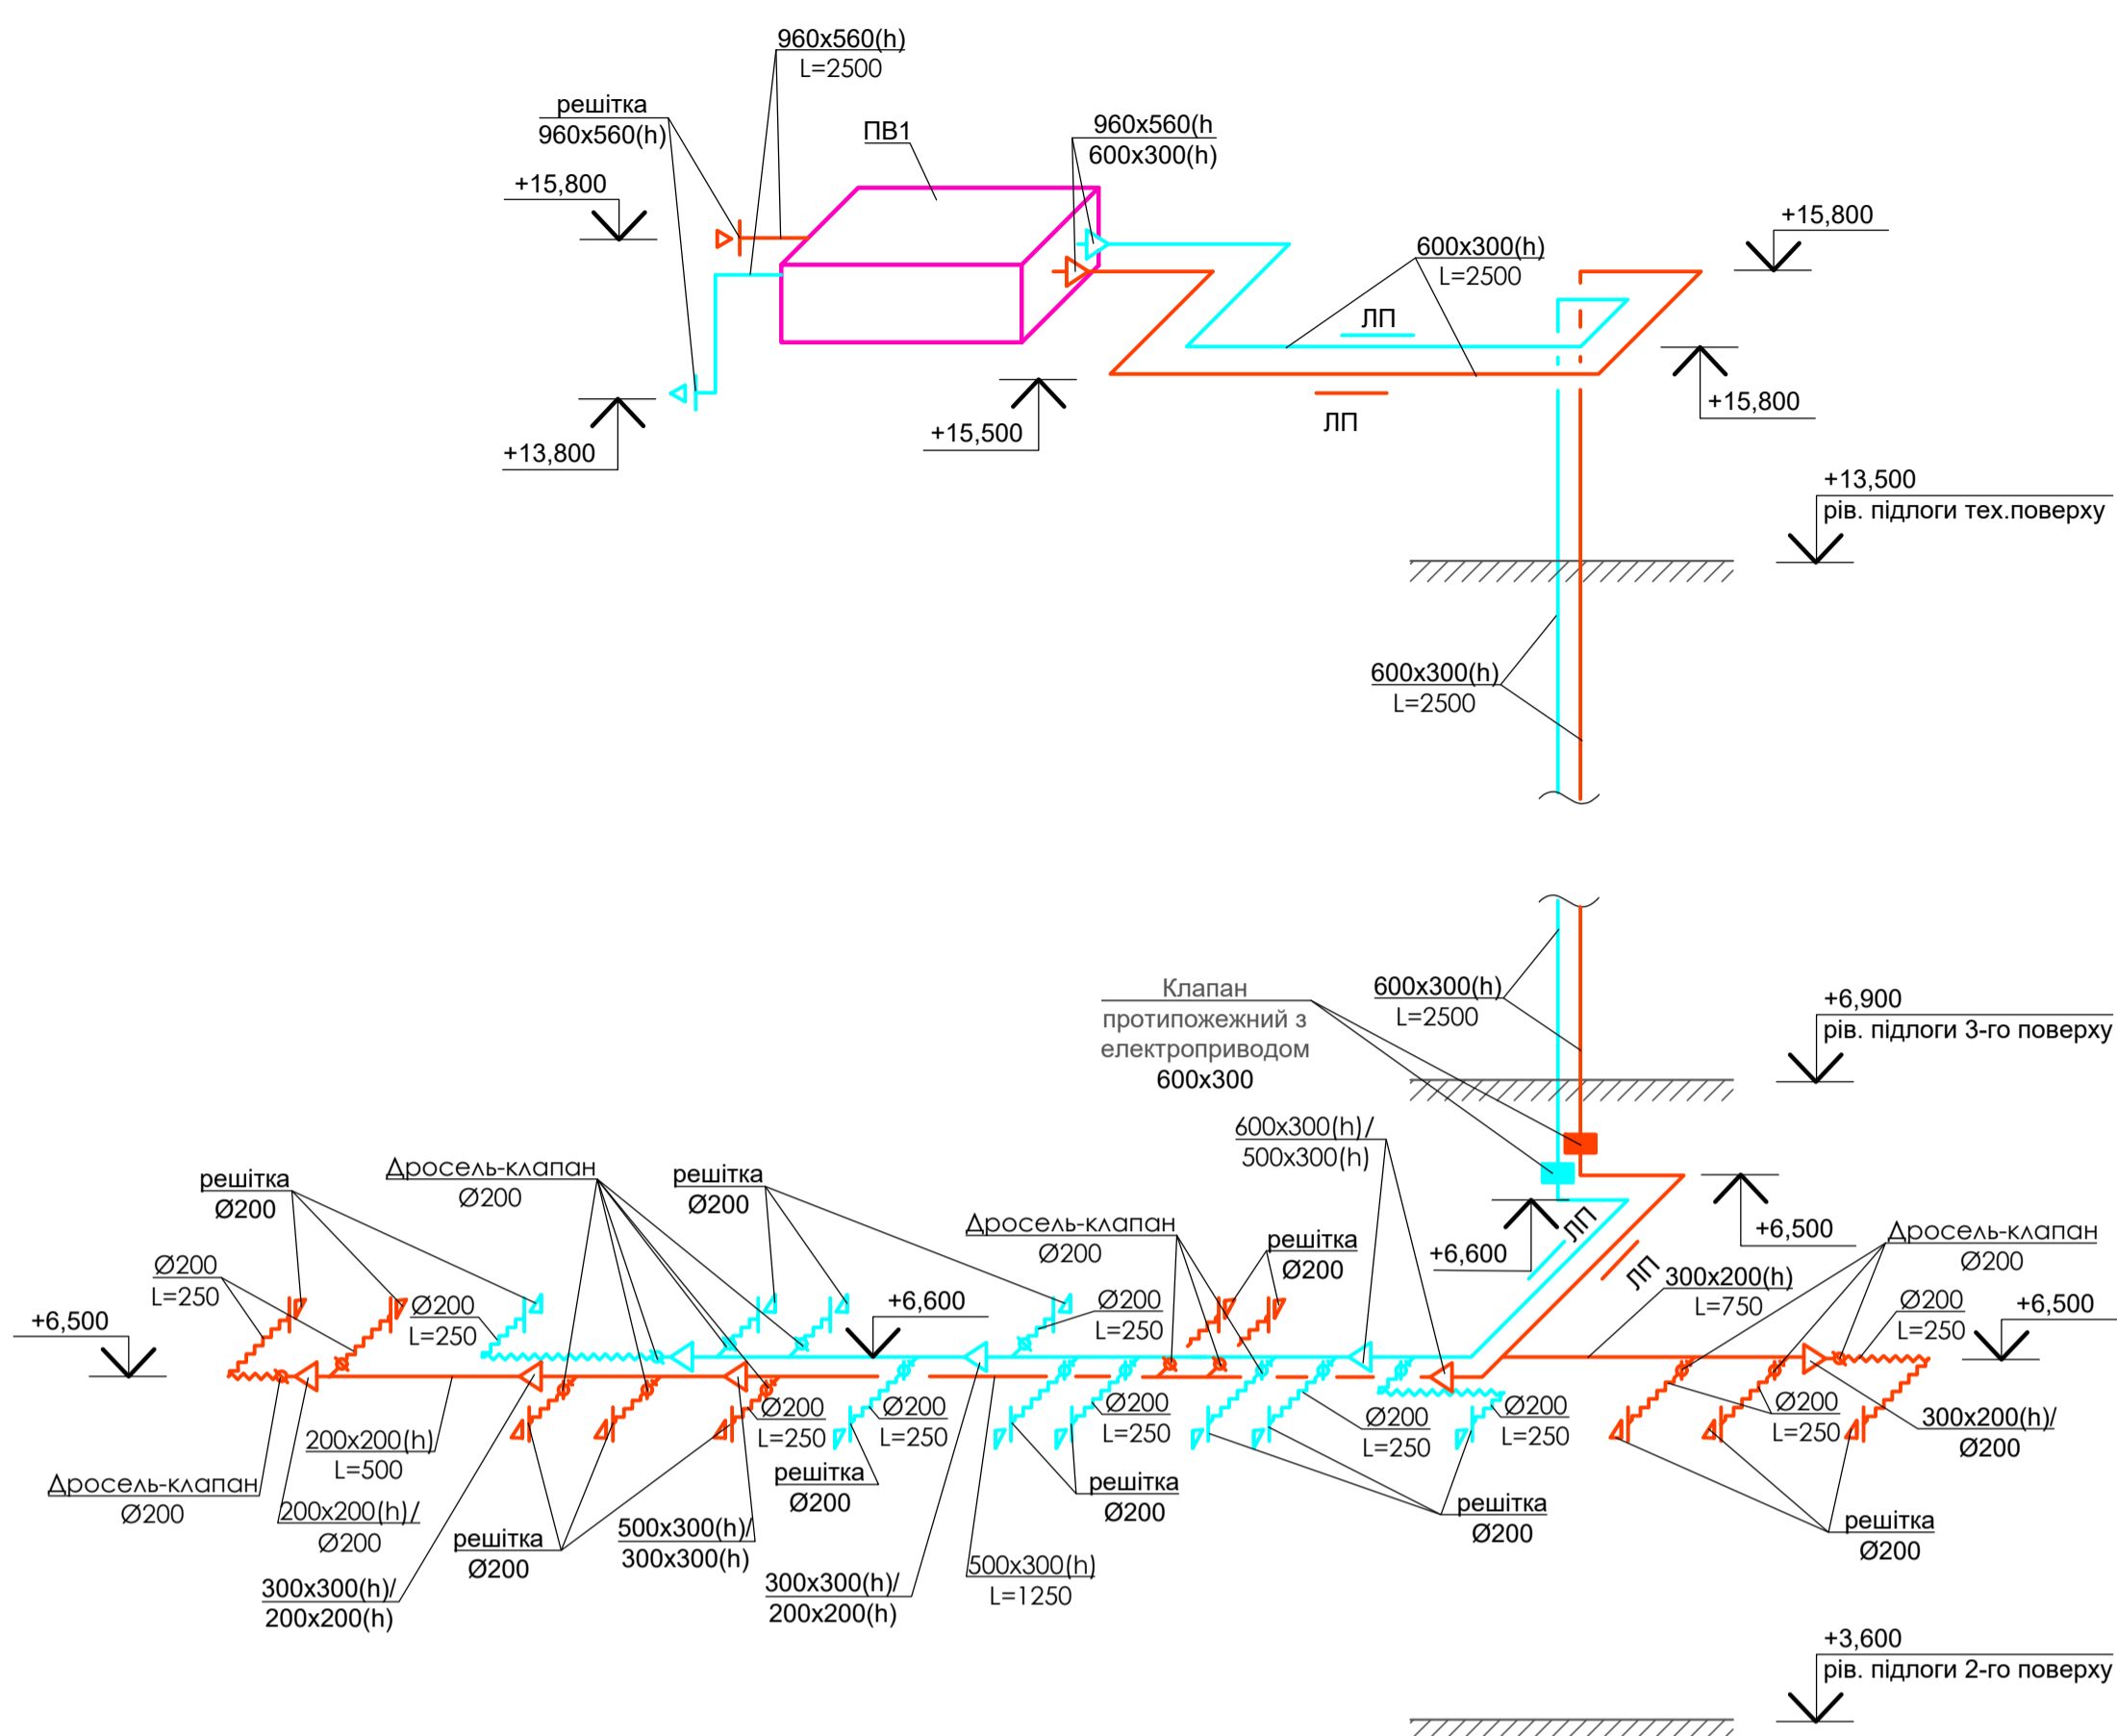 960x560(h)
L=2500
решітка
960x560(h)
ПВ1
960x560(h
600x300(h)
+15,800
+15,800
600x300(h)
L=2500
ЛП
ЛП
+15,800
+15,500
+13,800
+13,500
рів. підлоги тех.поверху
600x300(h)
L=2500
Клапан
протипожежний з
електроприводом
600x300
600x300(h)
L=2500
+6,900
рів. підлоги 3-го поверху
600x300(h)/
500x300(h)
решітка
Ø200
Дросель-клапан
Ø200
решітка
Ø200
Дросель-клапан
Ø200
решітка
Ø200
+6,600
ЛП
ЛП
+6,500
Дросель-клапан
Ø200
Ø200
L=250
+6,500
Ø200
L=250
+6,600
Ø200
L=250
300x200(h)
L=750
Ø200
L=250
+6,500
200x200(h)
L=500
Ø200
L=250
Ø200
L=250
Ø200
L=250
Ø200
L=250
Ø200
L=250
Ø200
L=250
300x200(h)/
Ø200
Дросель-клапан
Ø200
200x200(h)/
Ø200
решітка
Ø200
500x300(h)/
300x300(h)
решітка
Ø200
решітка
Ø200
решітка
Ø200
решітка
Ø200
300x300(h)/
200x200(h)
300x300(h)/
200x200(h)
500x300(h)
L=1250
+3,600
рів. підлоги 2-го поверху